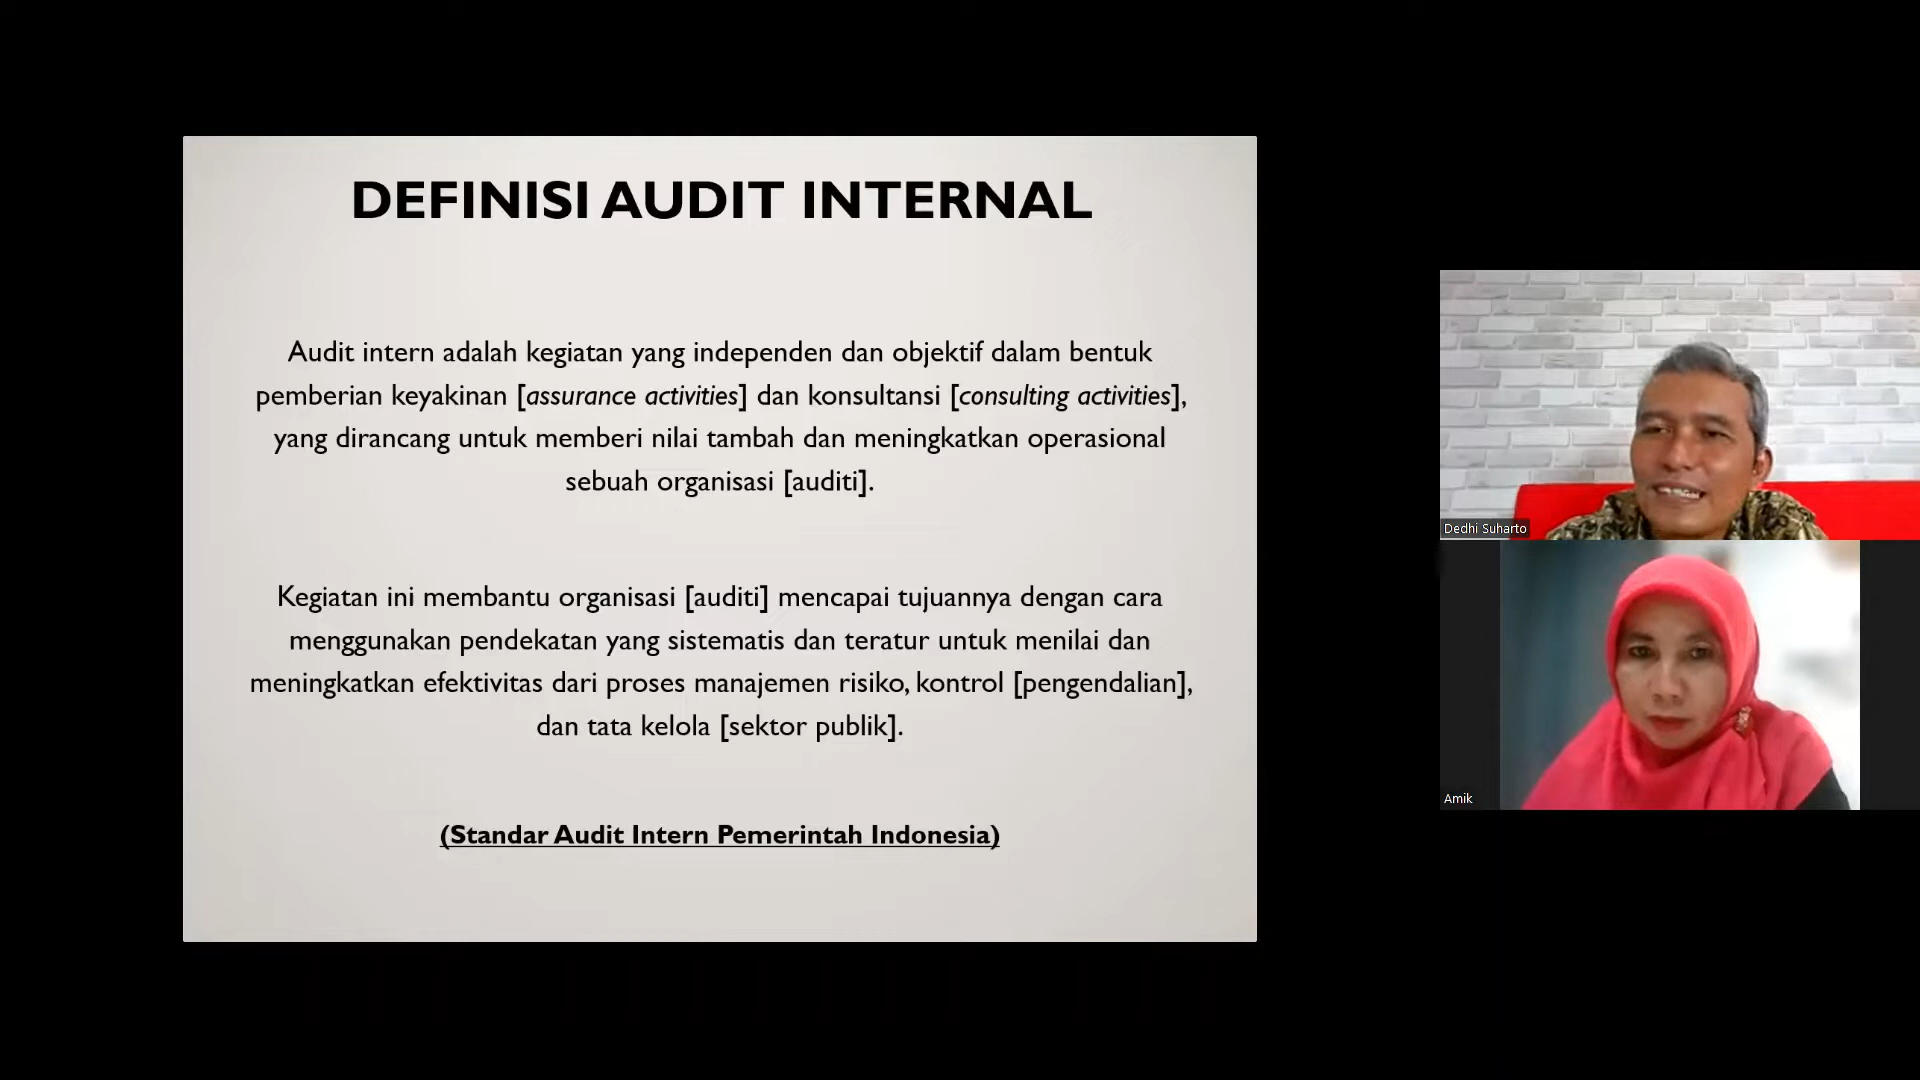 DEFINISI AUDIT INTERNAL
Audit intern adalah kegiatan yang independen dan objektif dalam bentuk
pemberian keyakinan [assurance activities] dan konsultansi [consulting activities],
yang dirancang untuk memberi nilai tambah dan meningkatkan operasional
sebuah organisasi [auditi].
Kegiatan ini membantu organisasi [auditi] mencapai tujuannya dengan cara
menggunakan pendekatan yang sistematis dan teratur untuk menilai dan
meningkatkan efektivitas dari proses manajemen risiko, kontrol [pengendalian],
dan tata kelola [sektor publik].
(Standar Audit Intern Pemerintah Indonesia)
Dedhi Suharto
Amik